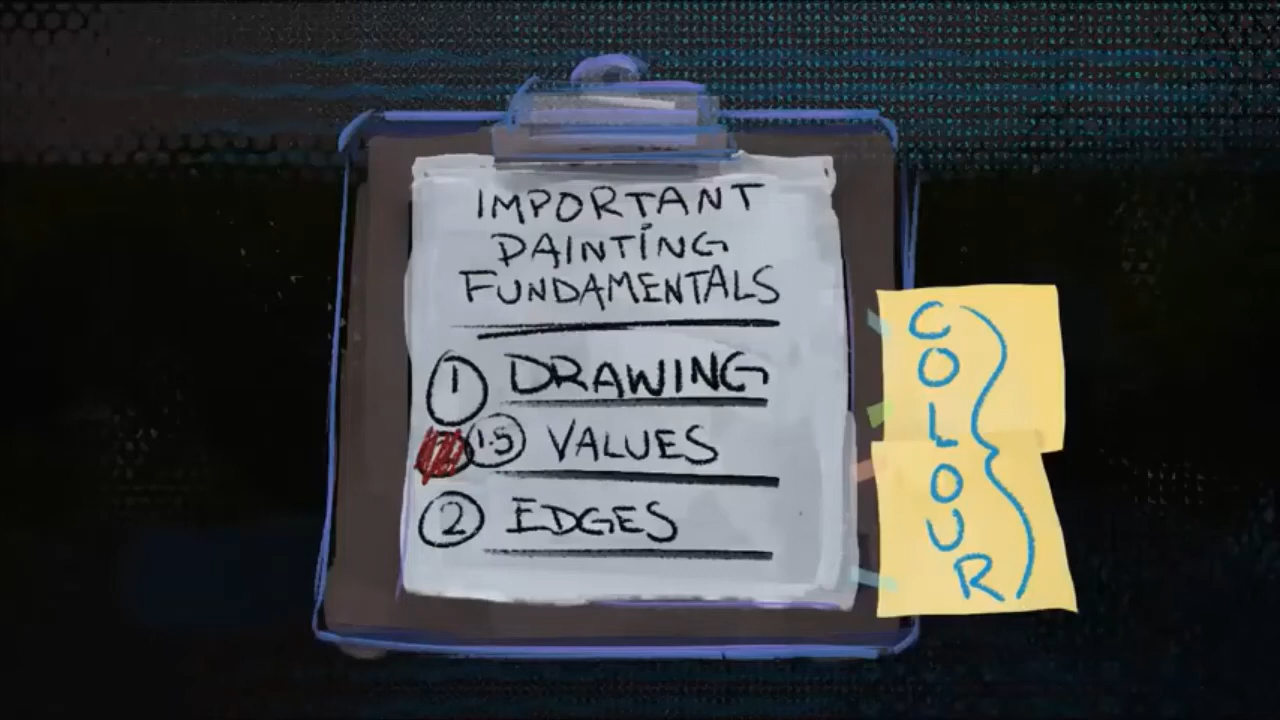 IMPORTANT
PAINTING
FUNDAMENTALS
1 DRAWING
1.5 VALUES
2 EDGES
COLOUR